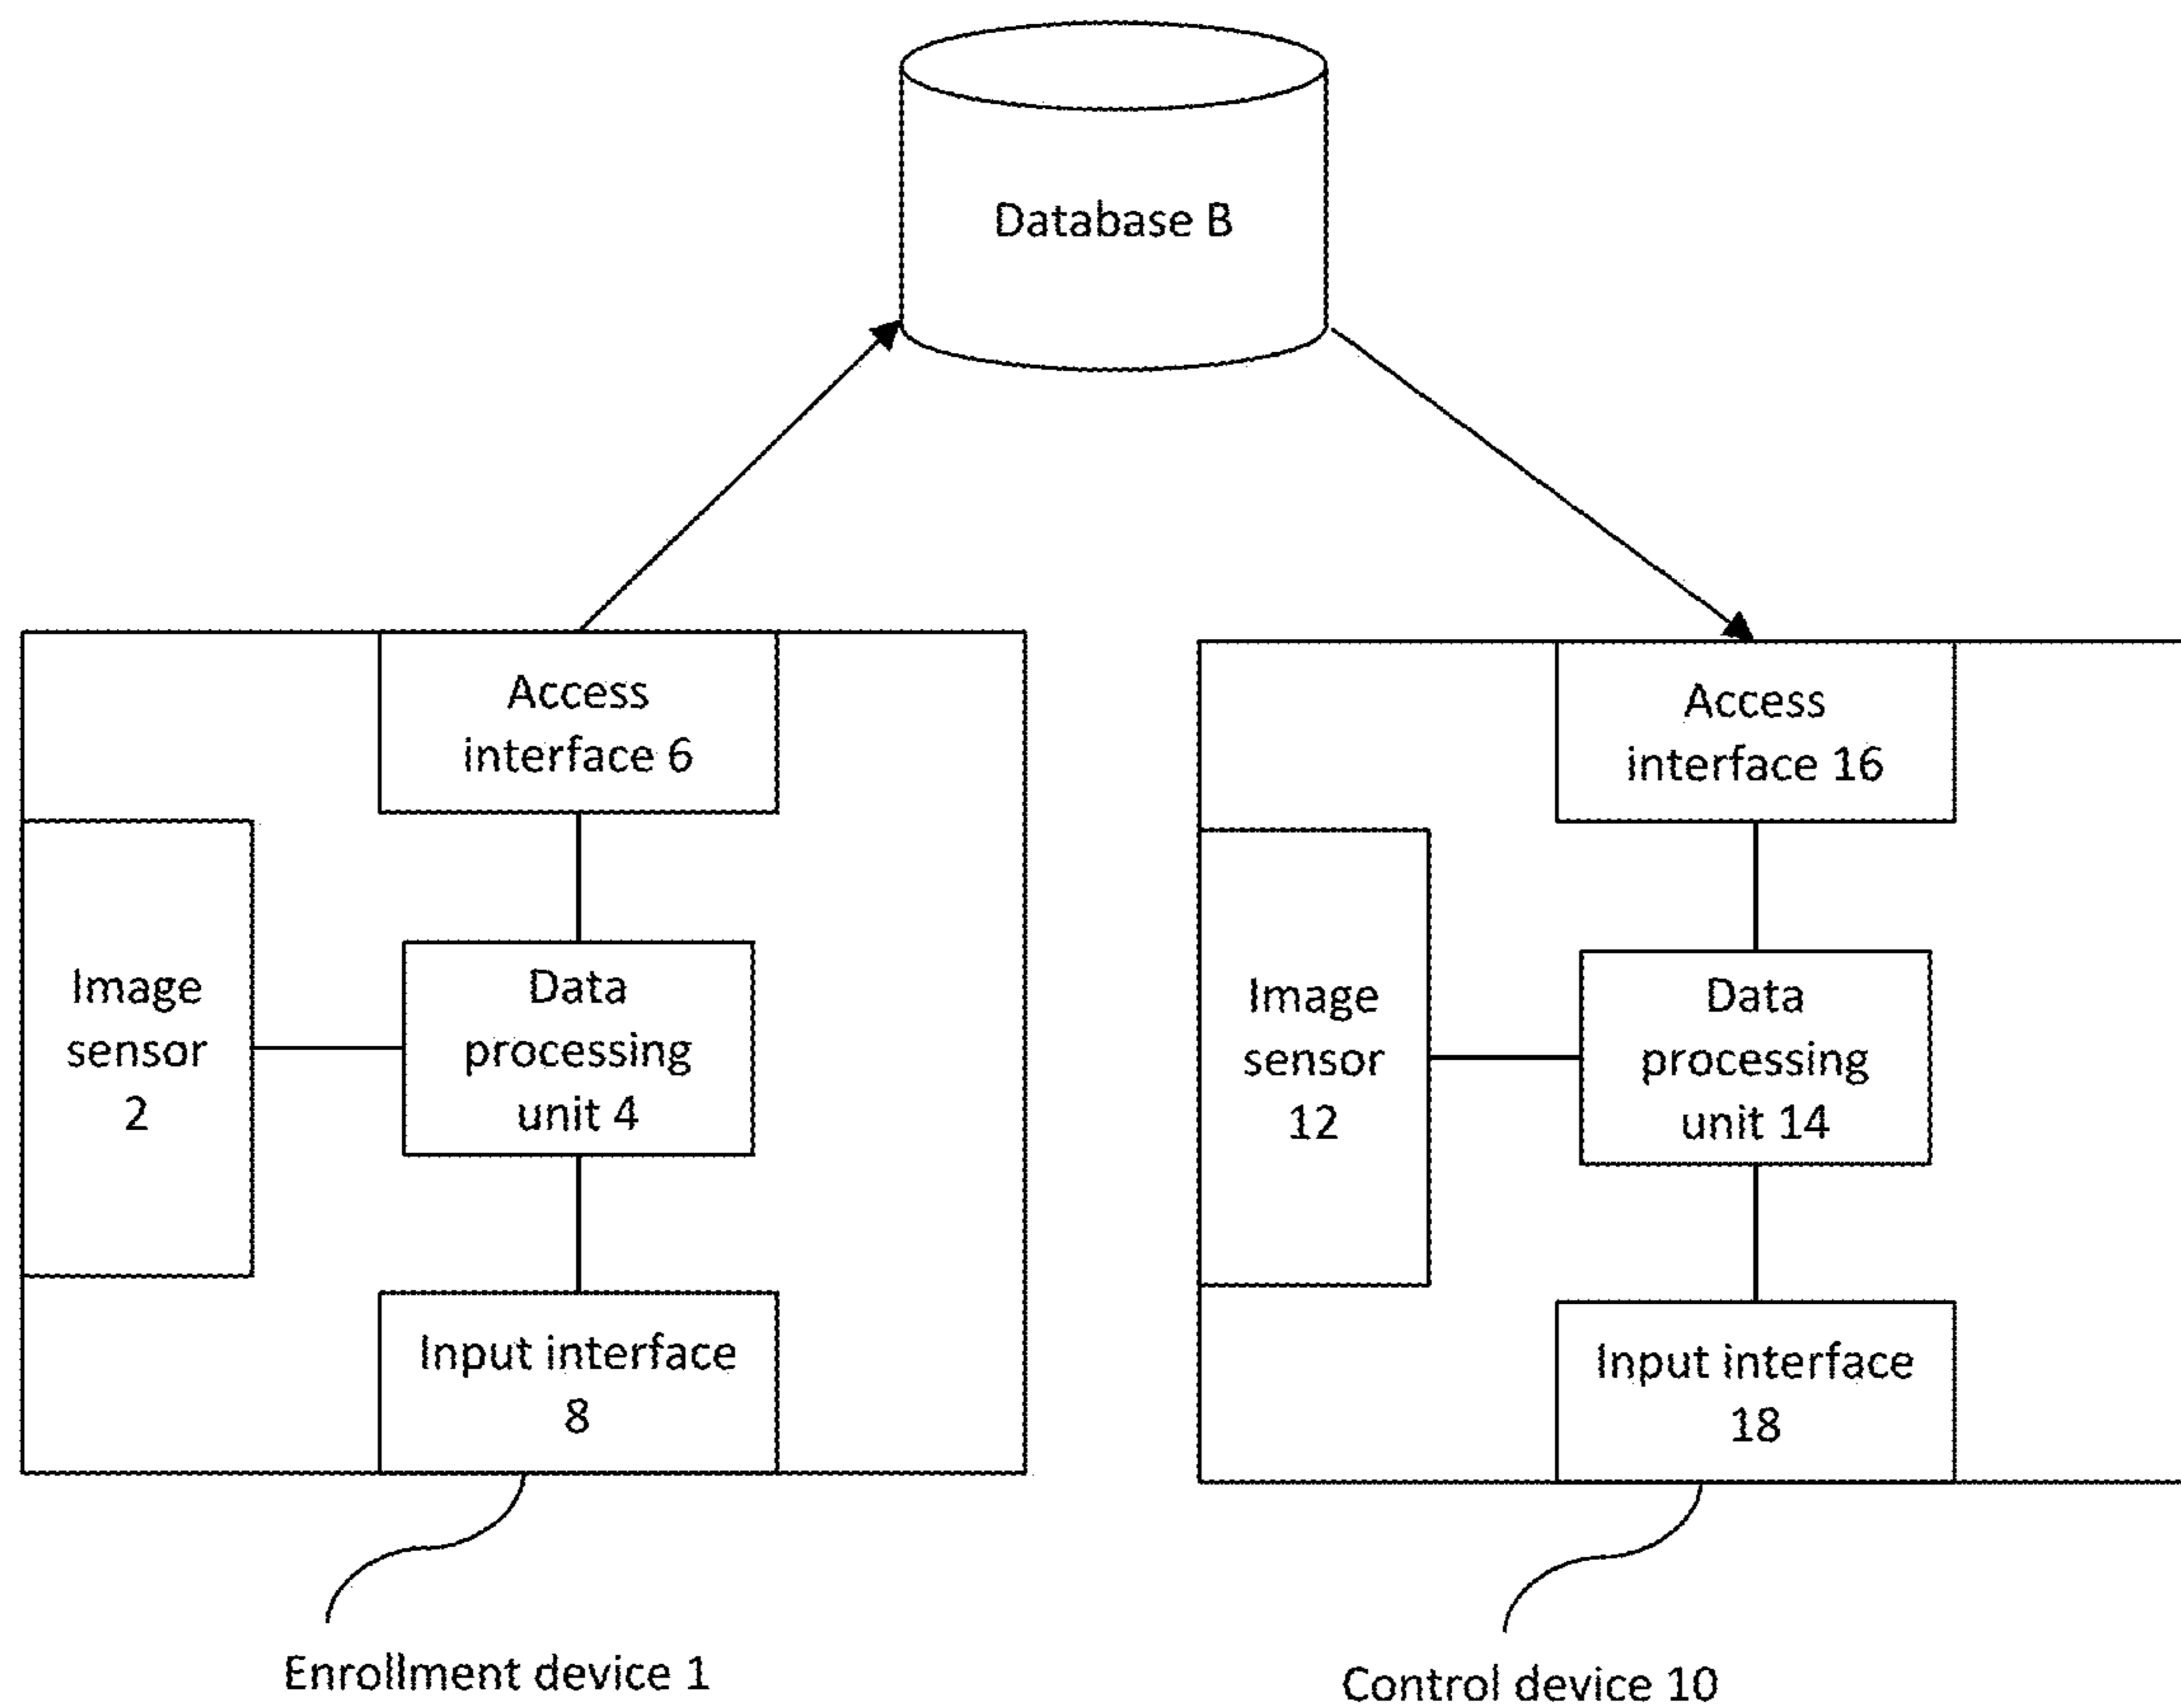 Database B
Access
interface 6
Image
sensor
2
Data
processing
unit 4
Input interface
8
Enrollment device 1
Access
interface 16
Image
sensor
12
Data
processing
unit 14
Input interface
18
Control device 10